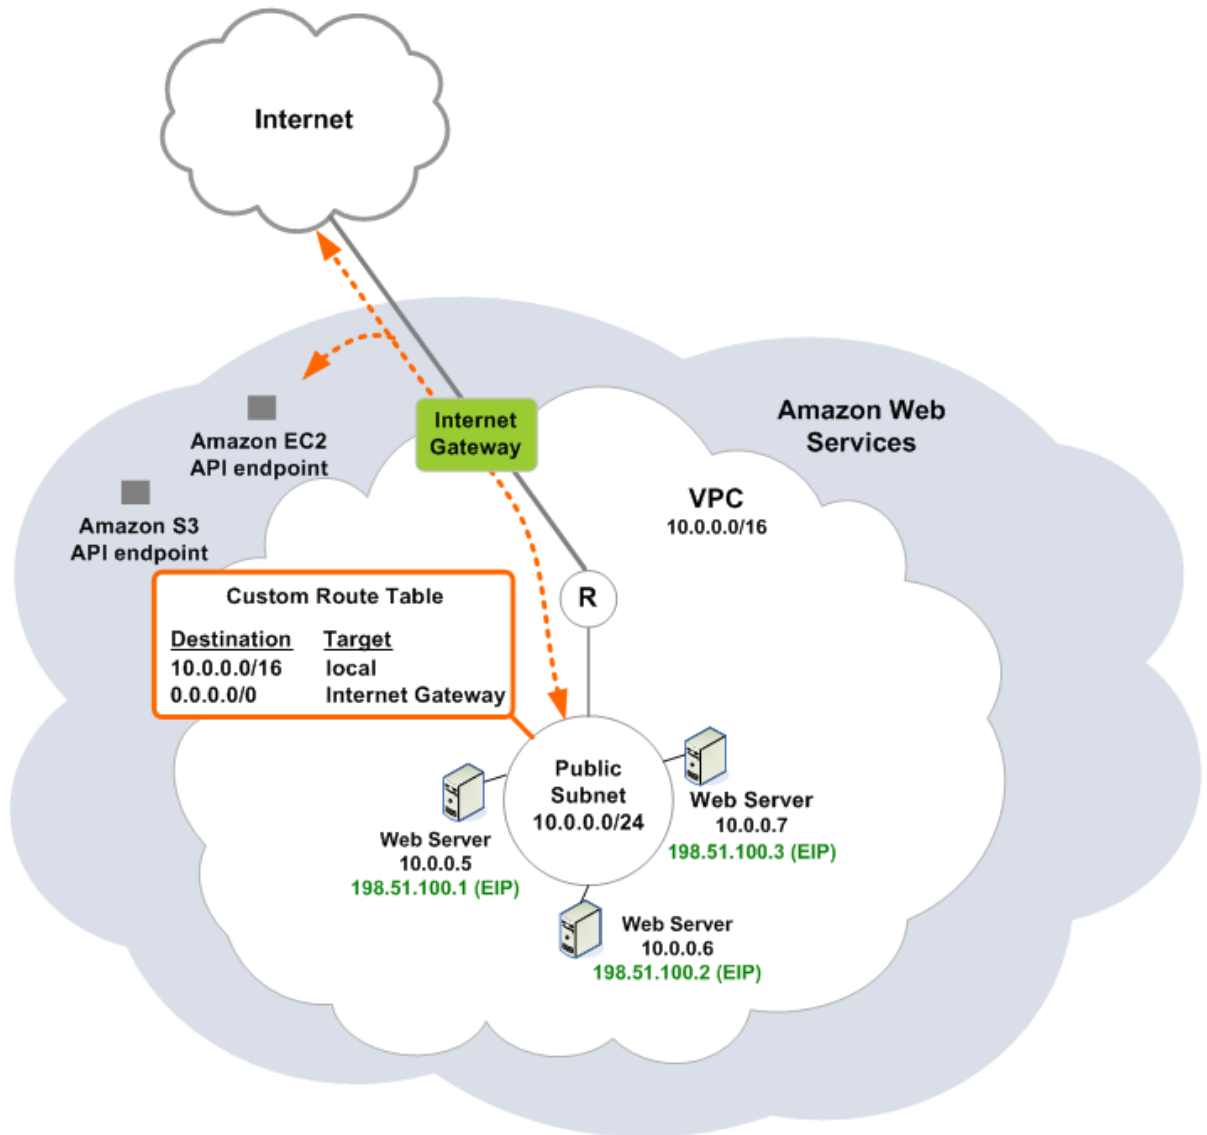 Internet
Amazon Web
Services
Internet
Gateway
Amazon EC2
API endpoint
VPC
10.0.0.0/16
Amazon S3
API endpoint
Custom Route Table
Destination Target
10.0.0.0/16 local
0.0.0.0/0 Internet Gateway
R
Public
Subnet
10.0.0.0/24
Web Server
10.0.0.7
198.51.100.3 (EIP)
Web Server
10.0.0.5
198.51.100.1 (EIP)
Web Server
10.0.0.6
198.51.100.2 (EIP)